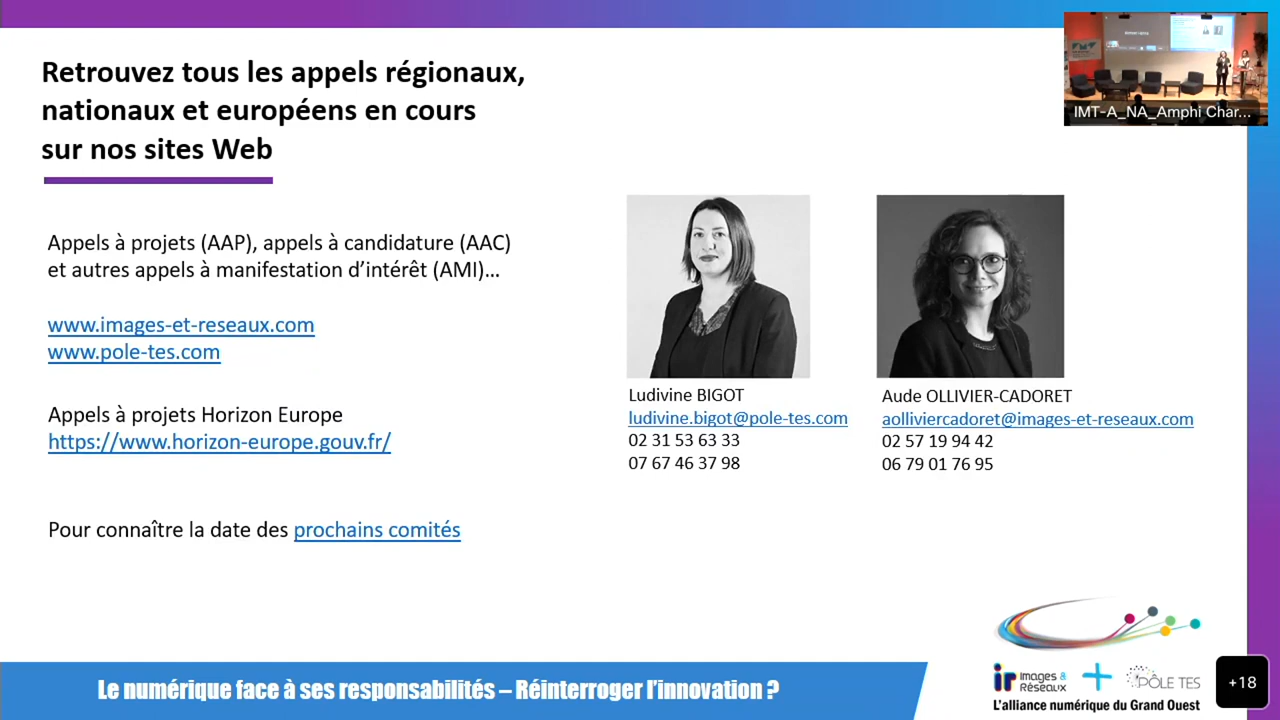 Retrouvez tous les appels régionaux,
nationaux et européens en cours
sur nos sites Web
IMT-A_NA_Amphi Char...
Appels à projets (AAP), appels à candidature (AAC)
et autres appels à manifestation d'intérêt (AMI)...
www.images-et-reseaux.com
www.pole-tes.com
Appels à projets Horizon Europe
https://www.horizon-europe.gouv.fr/
Pour connaître la date des prochains comités
Ludivine BIGOT
ludivine.bigot@pole-tes.com
02 31 53 63 33
07 67 46 37 98
Aude OLLIVIER-CADORET
aolliviercadoret@images-et-reseaux.com
02 57 19 94 42
06 79 01 76 95
Le numérique face à ses responsabilités – Réinterroger l'innovation ?
ir Images & Réseaux + PÔLE TES
L'alliance numérique du Grand Ouest
+18